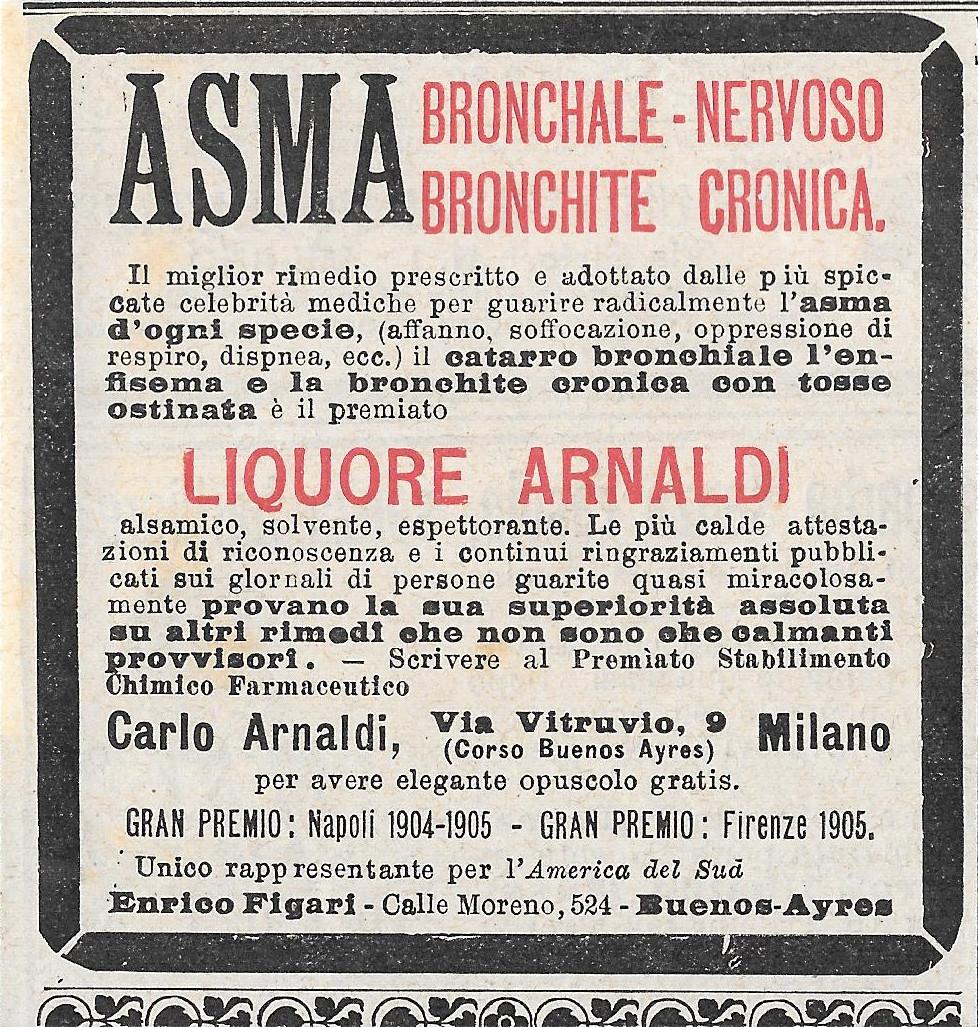 ASMA BRONCHALE - NERVOSO
BRONCHITE CRONICA.
Il miglior rimedio prescritto e adottato dalle più spic-
cate celebrità mediche per guarire radicalmente l'asma
d'ogni specie, (affanno, soffocazione, oppressione di
respiro, dispnea, ecc.) il catarro bronchiale l'en-
fisema e la bronchite cronica con tosse
ostinata è il premiato
LIQUORE ARNALDI
alsamico, solvente, espettorante. Le più calde attesta-
zioni di riconoscenza e i continui ringraziamenti pubbli-
cati sui giornali di persone guarite quasi miracolosa-
mente provano la sua superiorità assoluta
su altri rimedi che non sono che calmanti
provvisori. — Scrivere al Premiato Stabilimento
Chimico Farmaceutico
Carlo Arnaldi, Via Vitruvio, 9 (Corso Buenos Ayres) Milano
per avere elegante opuscolo gratis.
GRAN PREMIO: Napoli 1904-1905 - GRAN PREMIO: Firenze 1905.
Unico rappresentante per l'America del Sud
Enrico Figari - Calle Moreno, 524 - Buenos-Ayres